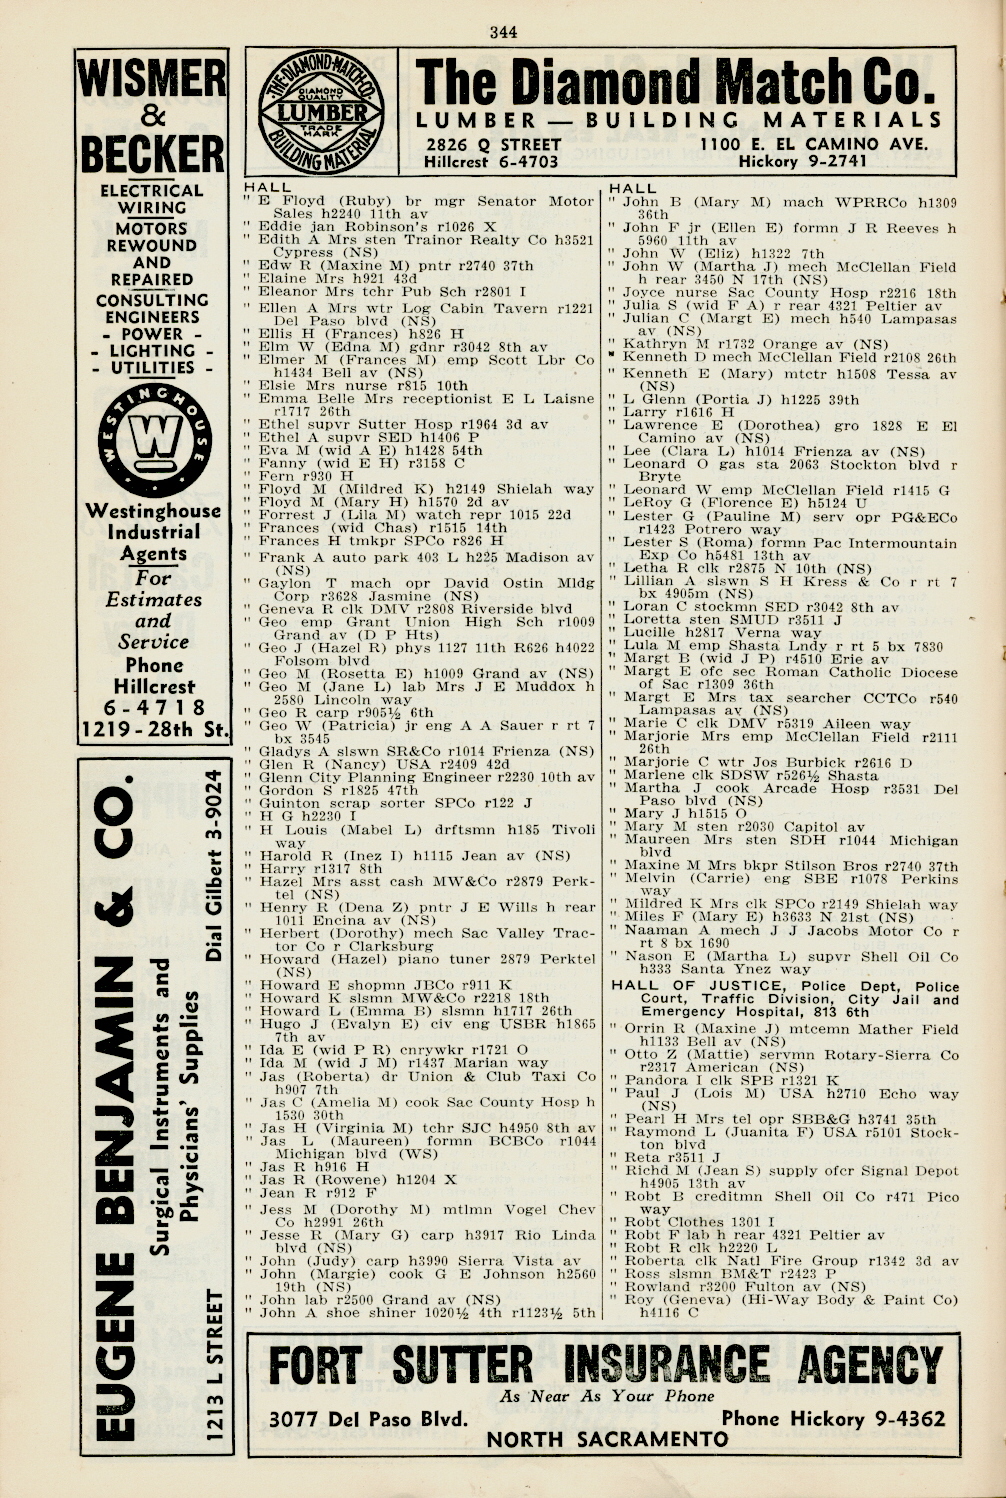 344
WISMER
&
BECKER
ELECTRICAL
WIRING
MOTORS
REWOUND
AND
REPAIRED
CONSULTING
ENGINEERS
- POWER -
- LIGHTING -
- UTILITIES -
WESTINGHOUSE
W
Westinghouse
Industrial
Agents
For
Estimates
and
Service
Phone
Hillcrest
6-4718
1219-28th St.
EUGENE BENJAMIN & CO.
Surgical Instruments and
Physicians' Supplies
1213 L STREET
Dial Gilbert 3-9024
THE-DIAMOND-MATCH-CO.
DIAMOND
QUALITY
LUMBER
TRADE
MARK
BUILDING MATERIAL
The Diamond Match Co.
LUMBER — BUILDING MATERIALS
2826 Q STREET
Hillcrest 6-4703
1100 E. EL CAMINO AVE.
Hickory 9-2741
HALL
" E Floyd (Ruby) br mgr Senator Motor
Sales h2240 11th av
" Eddie jan Robinson's r1026 X
" Edith A Mrs sten Trainor Realty Co h3521
Cypress (NS)
" Edw R (Maxine M) pntr r2740 37th
" Elaine Mrs h921 43d
" Eleanor Mrs tchr Pub Sch r2801 I
" Ellen A Mrs wtr Log Cabin Tavern r1221
Del Paso blvd (NS)
" Ellis H (Frances) h826 H
" Elm W (Edna M) gdnr r3042 8th av
" Elmer M (Frances M) emp Scott Lbr Co
h1434 Bell av (NS)
" Elsie Mrs nurse r815 10th
" Emma Belle Mrs receptionist E L Laisne
r1717 26th
" Ethel supvr Sutter Hosp r1964 3d av
" Ethel A supvr SED h1406 P
" Eva M (wid A E) h1428 54th
" Fanny (wid E H) r3158 C
" Fern r930 H
" Floyd M (Mildred K) h2149 Shielah way
" Floyd M (Mary H) h1570 2d av
" Forrest J (Lila M) watch repr 1015 22d
" Frances (wid Chas) r1515 14th
" Frances H tmkpr SPCo r826 H
" Frank A auto park 403 L h225 Madison av
(NS)
" Gaylon T mach opr David Ostin Mldg
Corp r3628 Jasmine (NS)
" Geneva R clk DMV r2808 Riverside blvd
" Geo emp Grant Union High Sch r1009
Grand av (D P Hts)
" Geo J (Hazel R) phys 1127 11th R626 h4022
Folsom blvd
" Geo M (Rosetta E) h1009 Grand av (NS)
" Geo M (Jane L) lab Mrs J E Muddox h
2580 Lincoln way
" Geo R carp r905½ 6th
" Geo W (Patricia) jr eng A A Sauer r rt 7
bx 3545
" Gladys A slswn SR&Co r1014 Frienza (NS)
" Glen R (Nancy) USA r2409 42d
" Glenn City Planning Engineer r2230 10th av
" Gordon S r1825 47th
" Guinton scrap sorter SPCo r122 J
" H G h2230 I
" H Louis (Mabel L) drftsmn h185 Tivoli
way
" Harold R (Inez I) h1115 Jean av (NS)
" Harry r1317 8th
" Hazel Mrs asst cash MW&Co r2879 Perk-
tel (NS)
" Henry R (Dena Z) pntr J E Wills h rear
1011 Encina av (NS)
" Herbert (Dorothy) mech Sac Valley Trac-
tor Co r Clarksburg
" Howard (Hazel) piano tuner 2879 Perktel
(NS)
" Howard E shopmn JBCo r911 K
" Howard K slsmn MW&Co r2218 18th
" Howard L (Emma B) slsmn h1717 26th
" Hugo J (Evalyn E) civ eng USBR h1865
7th av
" Ida E (wid P R) cnrywkr r1721 O
" Ida M (wid J M) r1437 Marian way
" Jas (Roberta) dr Union & Club Taxi Co
h907 7th
" Jas C (Amelia M) cook Sac County Hosp h
1530 30th
" Jas H (Virginia M) tchr SJC h4950 8th av
" Jas L (Maureen) formn BCBCo r1044
Michigan blvd (WS)
" Jas R h916 H
" Jas R (Rowene) h1204 X
" Jean R r912 F
" Jess M (Dorothy M) mtlmn Vogel Chev
Co h2991 26th
" Jesse R (Mary G) carp h3917 Rio Linda
blvd (NS)
" John (Judy) carp h3990 Sierra Vista av
" John (Margie) cook G E Johnson h2560
19th (NS)
" John lab r2500 Grand av (NS)
" John A shoe shiner 1020½ 4th r1123½ 5th
HALL
" John B (Mary M) mach WPRRCo h1309
36th
" John F jr (Ellen E) formn J R Reeves h
5960 11th av
" John W (Eliz) h1322 7th
" John W (Martha J) mech McClellan Field
h rear 3450 N 17th (NS)
" Joyce nurse Sac County Hosp r2216 18th
" Julia S (wid F A) r rear 4321 Peltier av
" Julian C (Margt E) mech h540 Lampasas
av (NS)
" Kathryn M r1732 Orange av (NS)
" Kenneth D mech McClellan Field r2108 26th
" Kenneth E (Mary) mtctr h1508 Tessa av
(NS)
" L Glenn (Portia J) h1225 39th
" Larry r1616 H
" Lawrence E (Dorothea) gro 1828 E El
Camino av (NS)
" Lee (Clara L) h1014 Frienza av (NS)
" Leonard O gas sta 2063 Stockton blvd r
Bryte
" Leonard W emp McClellan Field r1415 G
" LeRoy G (Florence E) h5124 U
" Lester G (Pauline M) serv opr PG&ECo
r1423 Potrero way
" Lester S (Roma) formn Pac Intermountain
Exp Co h5481 13th av
" Letha R clk r2875 N 10th (NS)
" Lillian A slswn S H Kress & Co r rt 7
bx 4905m (NS)
" Loran C stockmn SED r3042 8th av
" Loretta sten SMUD r3511 J
" Lucille h2817 Verna way
" Lula M emp Shasta Lndy r rt 5 bx 7830
" Margt B (wid J P) r4510 Erie av
" Margt E ofc sec Roman Catholic Diocese
of Sac r1309 36th
" Margt E Mrs tax searcher CCTCo r540
Lampasas av (NS)
" Marie C clk DMV r5319 Aileen way
" Marjorie Mrs emp McClellan Field r2111
26th
" Marjorie C wtr Jos Burbick r2616 D
" Marlene clk SDSW r526½ Shasta
" Martha J cook Arcade Hosp r3531 Del
Paso blvd (NS)
" Mary J h1515 O
" Mary M sten r2030 Capitol av
" Maureen Mrs sten SDH r1044 Michigan
blvd
" Maxine M Mrs bkpr Stilson Bros r2740 37th
" Melvin (Carrie) eng SBE r1078 Perkins
way
" Mildred K Mrs clk SPCo r2149 Shielah way
" Miles F (Mary E) h3633 N 21st (NS)
" Naaman A mech J J Jacobs Motor Co r
rt 8 bx 1690
" Nason E (Martha L) supvr Shell Oil Co
h333 Santa Ynez way
HALL OF JUSTICE, Police Dept, Police
Court, Traffic Division, City Jail and
Emergency Hospital, 813 6th
" Orrin R (Maxine J) mtcemn Mather Field
h1133 Bell av (NS)
" Otto Z (Mattie) servmn Rotary-Sierra Co
r2317 American (NS)
" Pandora I clk SPB r1321 K
" Paul J (Lois M) USA h2710 Echo way
(NS)
" Pearl H Mrs tel opr SBB&G h3741 35th
" Raymond L (Juanita F) USA r5101 Stock-
ton blvd
" Reta r3511 J
" Richd M (Jean S) supply ofcr Signal Depot
h4905 13th av
" Robt B creditmn Shell Oil Co r471 Pico
way
" Robt Clothes 1301 I
" Robt F lab h rear 4321 Peltier av
" Robt R clk h2220 L
" Roberta clk Natl Fire Group r1342 3d av
" Ross slsmn BM&T r2423 P
" Rowland r3200 Fulton av (NS)
" Roy (Geneva) (Hi-Way Body & Paint Co)
h4116 C
FORT SUTTER INSURANCE AGENCY
As Near As Your Phone
3077 Del Paso Blvd.
Phone Hickory 9-4362
NORTH SACRAMENTO